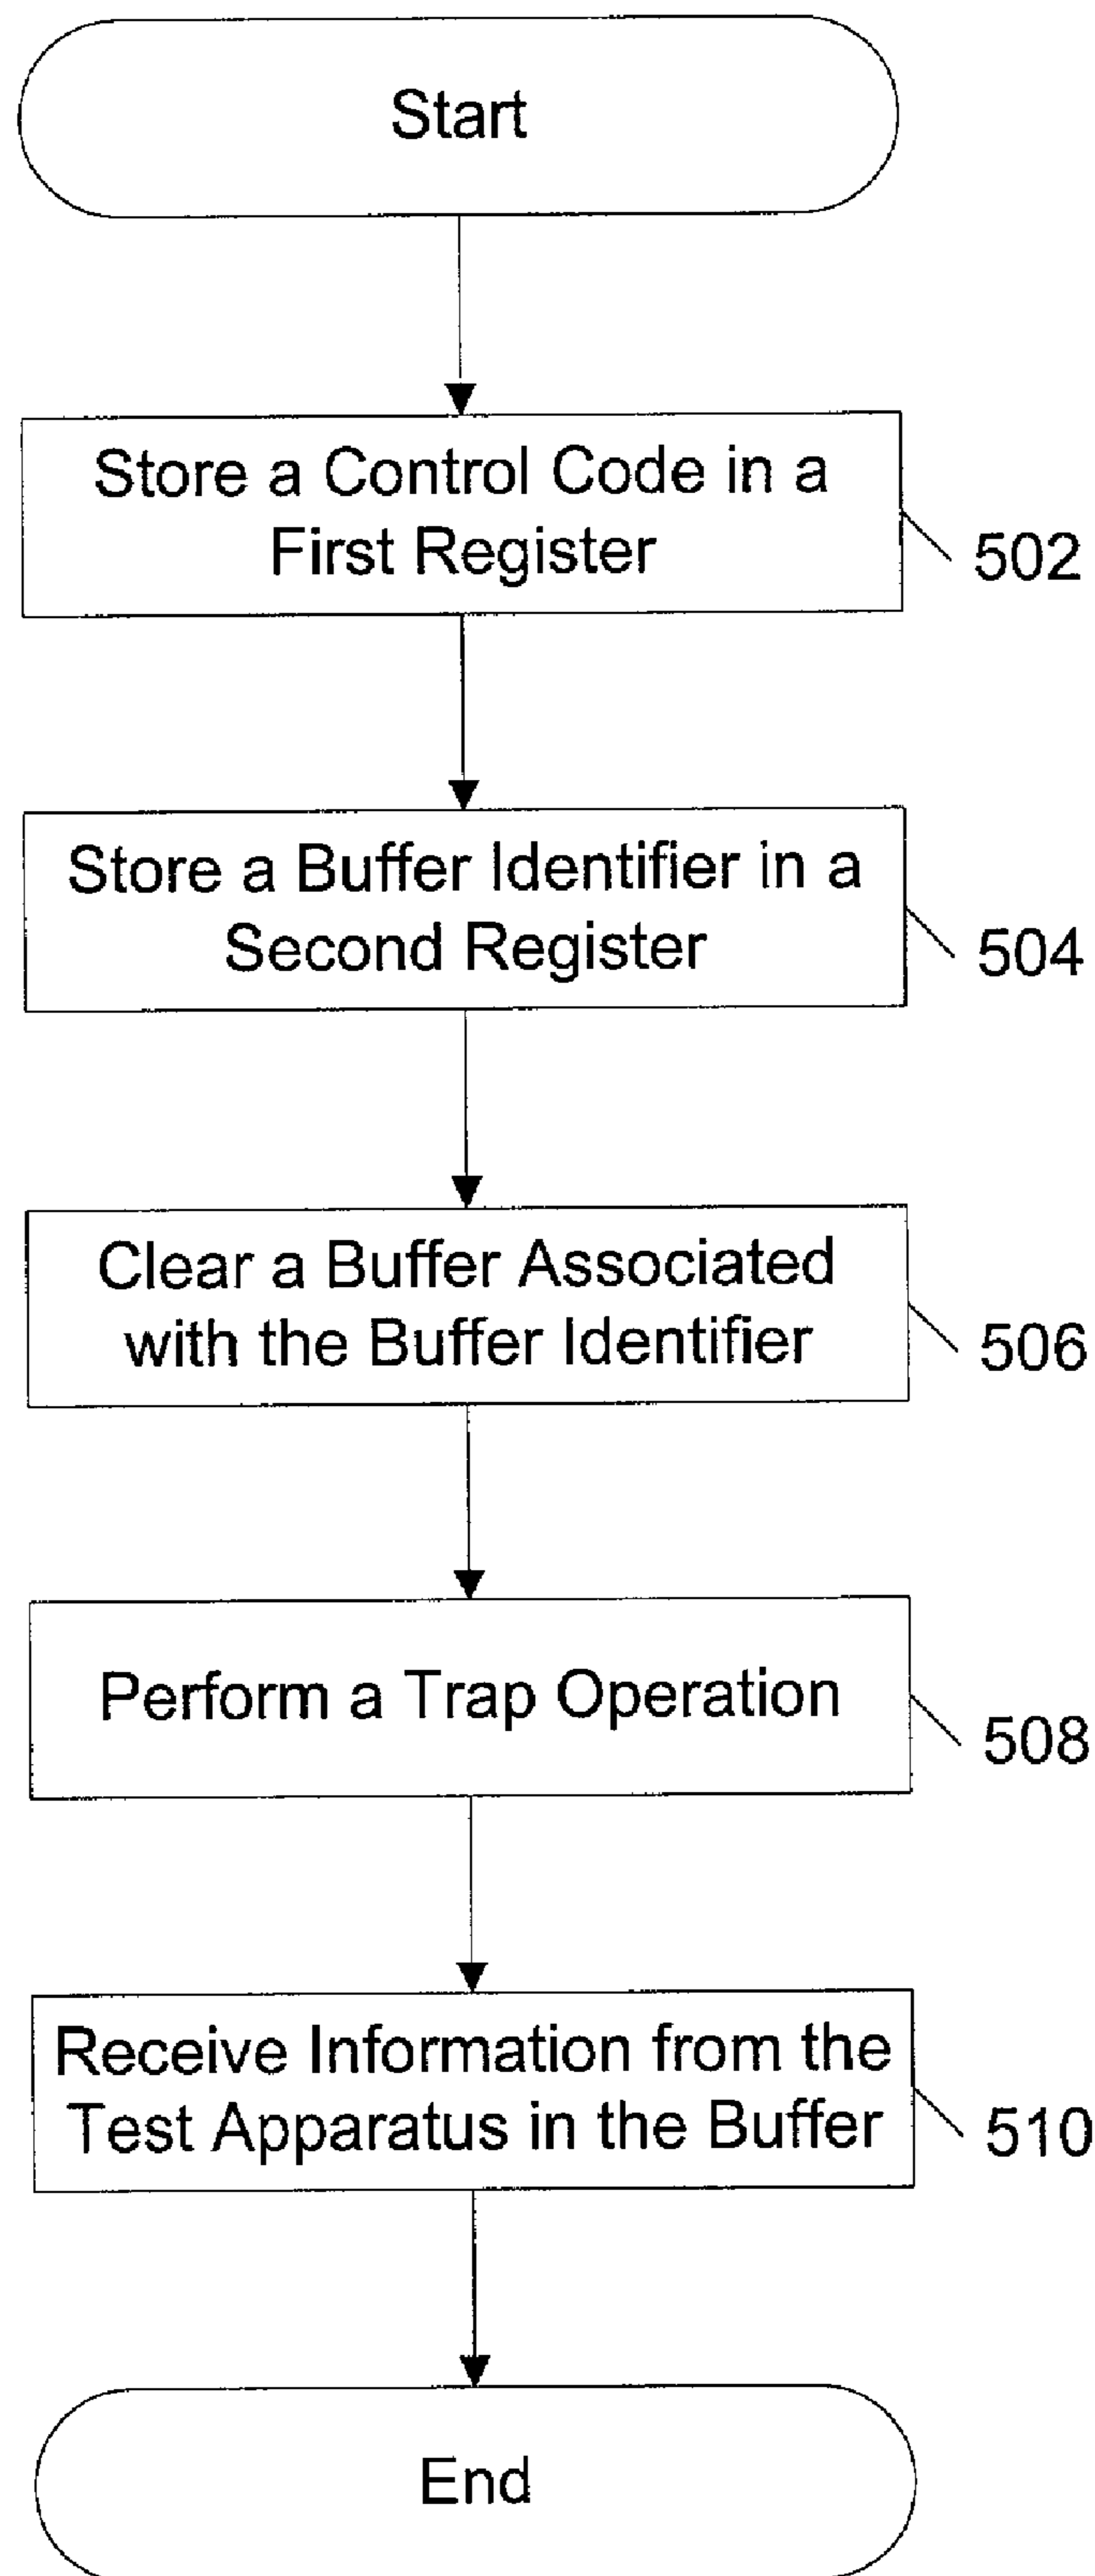 Start
Store a Control Code in a
First Register
502
Store a Buffer Identifier in a
Second Register
504
Clear a Buffer Associated
with the Buffer Identifier
506
Perform a Trap Operation
508
Receive Information from the
Test Apparatus in the Buffer
510
End